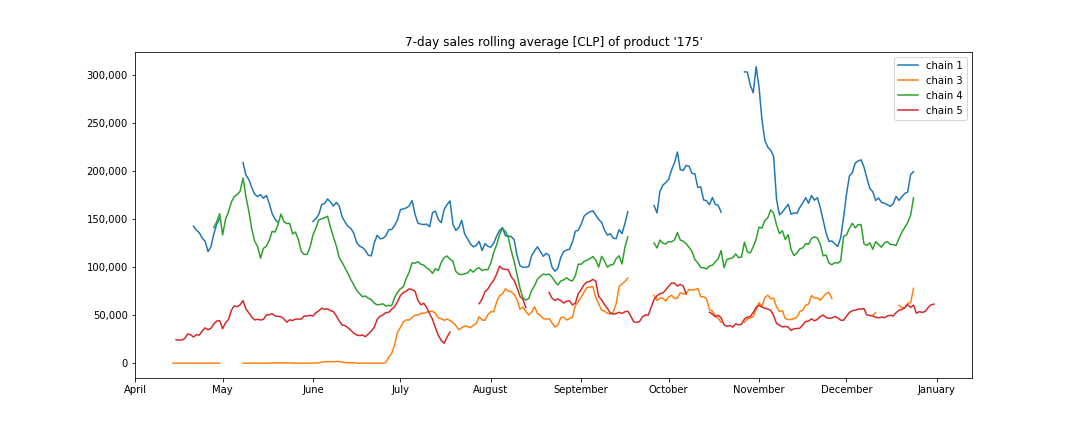 7-day sales rolling average [CLP] of product '175'
300,000
250,000
200,000
150,000
100,000
50,000
0
April May June July August September October November December January
chain 1
chain 3
chain 4
chain 5